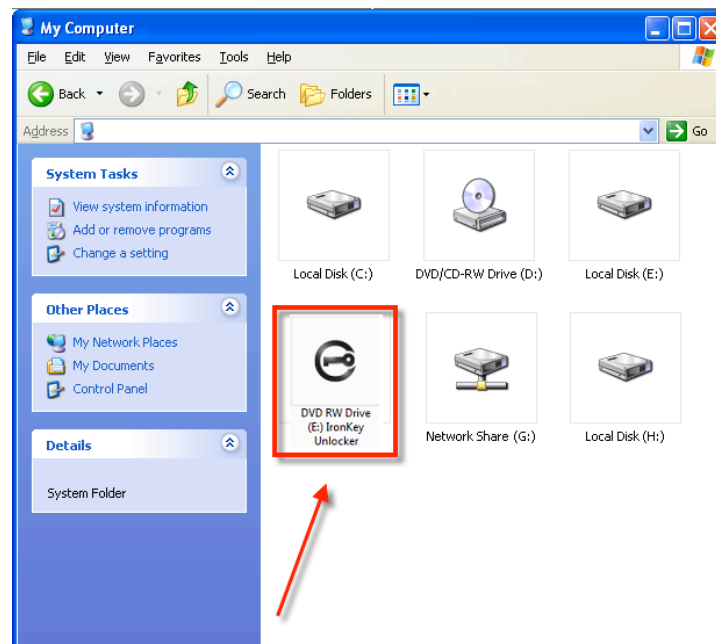 My Computer
File Edit View Favorites Tools Help
Back Search Folders
Address Go
System Tasks
View system information
Add or remove programs
Change a setting
Other Places
My Network Places
My Documents
Control Panel
Details
System Folder
Local Disk (C:) DVD/CD-RW Drive (D:) Local Disk (E:)
DVD RW Drive
(E:) IronKey
Unlocker
Network Share (G:) Local Disk (H:)